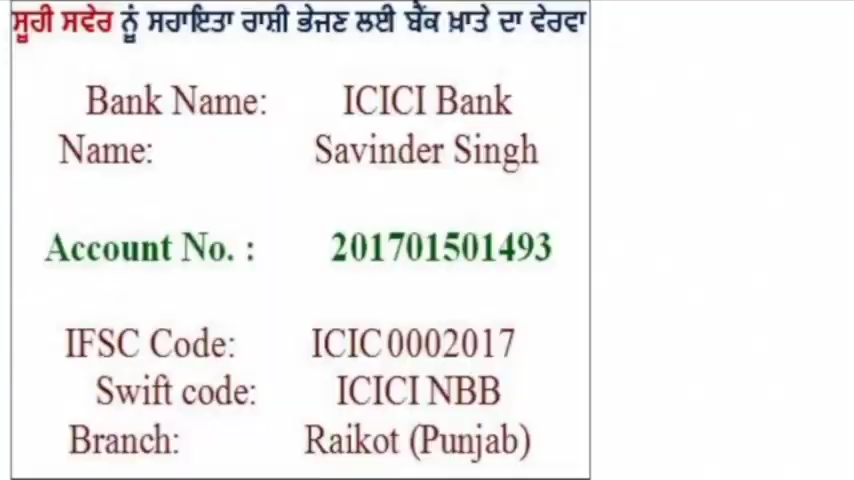 ਸੂਹੀ ਸਵੇਰ ਨੂੰ ਸਹਾਇਤਾ ਰਾਸ਼ੀ ਭੇਜਣ ਲਈ ਬੈਂਕ ਖ਼ਾਤੇ ਦਾ ਵੇਰਵਾ
Bank Name: ICICI Bank
Name: Savinder Singh
Account No. : 201701501493
IFSC Code: ICIC0002017
Swift code: ICICI NBB
Branch: Raikot (Punjab)